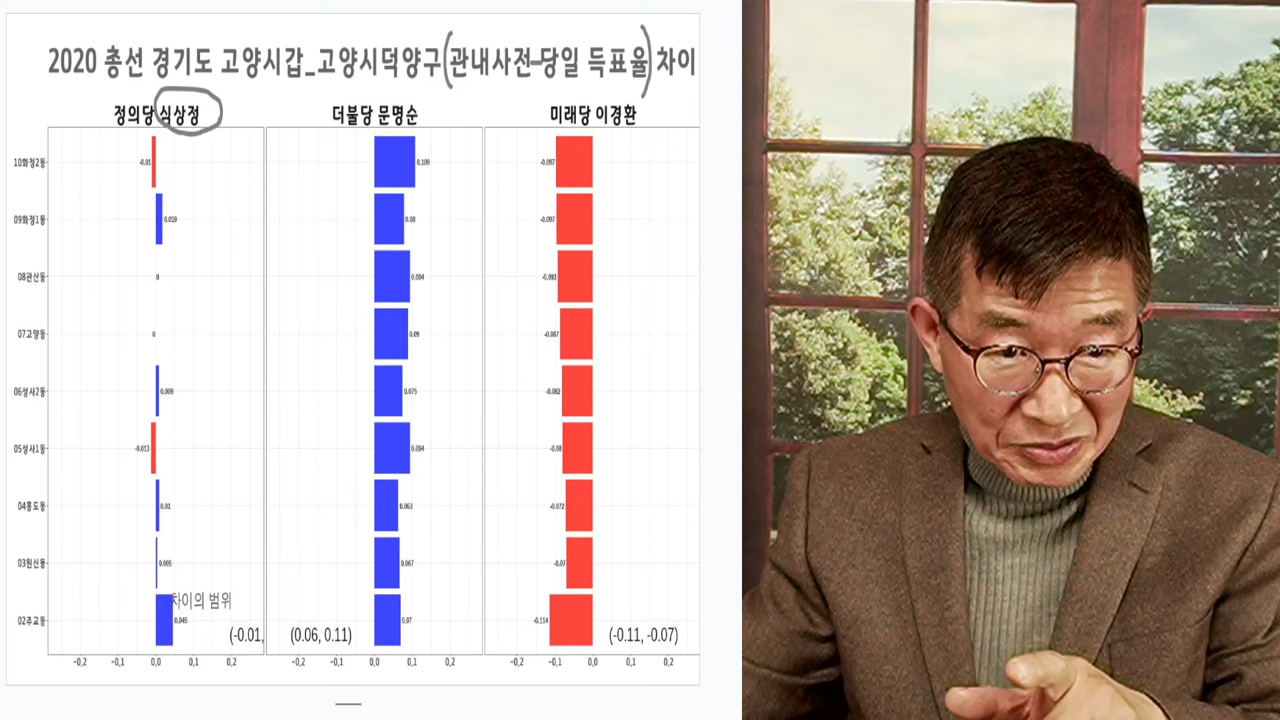 2020 총선 경기도 고양시갑_고양시덕양구(관내사전-당일 득표율) 차이
정의당 심상정
더불당 문명순
미래당 이경환
10화정2동
-0.01
0.109
-0.097
09화정1동
0.019
0.08
-0.097
08관산동
0
0.094
-0.093
07고양동
0
0.09
-0.087
06성사2동
0.009
0.075
-0.082
05성사1동
-0.013
0.094
-0.08
04흥도동
0.01
0.063
-0.072
03원신동
0.005
0.067
-0.07
차이의 범위
02주교동
0.045
0.07
-0.114
(-0.01,
(0.06, 0.11)
(-0.11, -0.07)
-0,2 -0,1 0,0 0,1 0,2
-0,2 -0,1 0,0 0,1 0,2
-0,2 -0,1 0,0 0,2